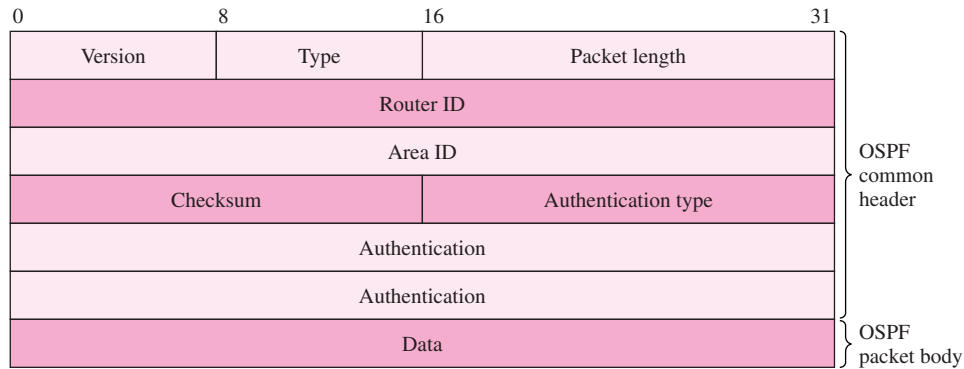 0 8 16 31
Version Type Packet length
Router ID
Area ID
Checksum Authentication type
Authentication
Authentication
OSPF
common
header
Data
OSPF
packet body